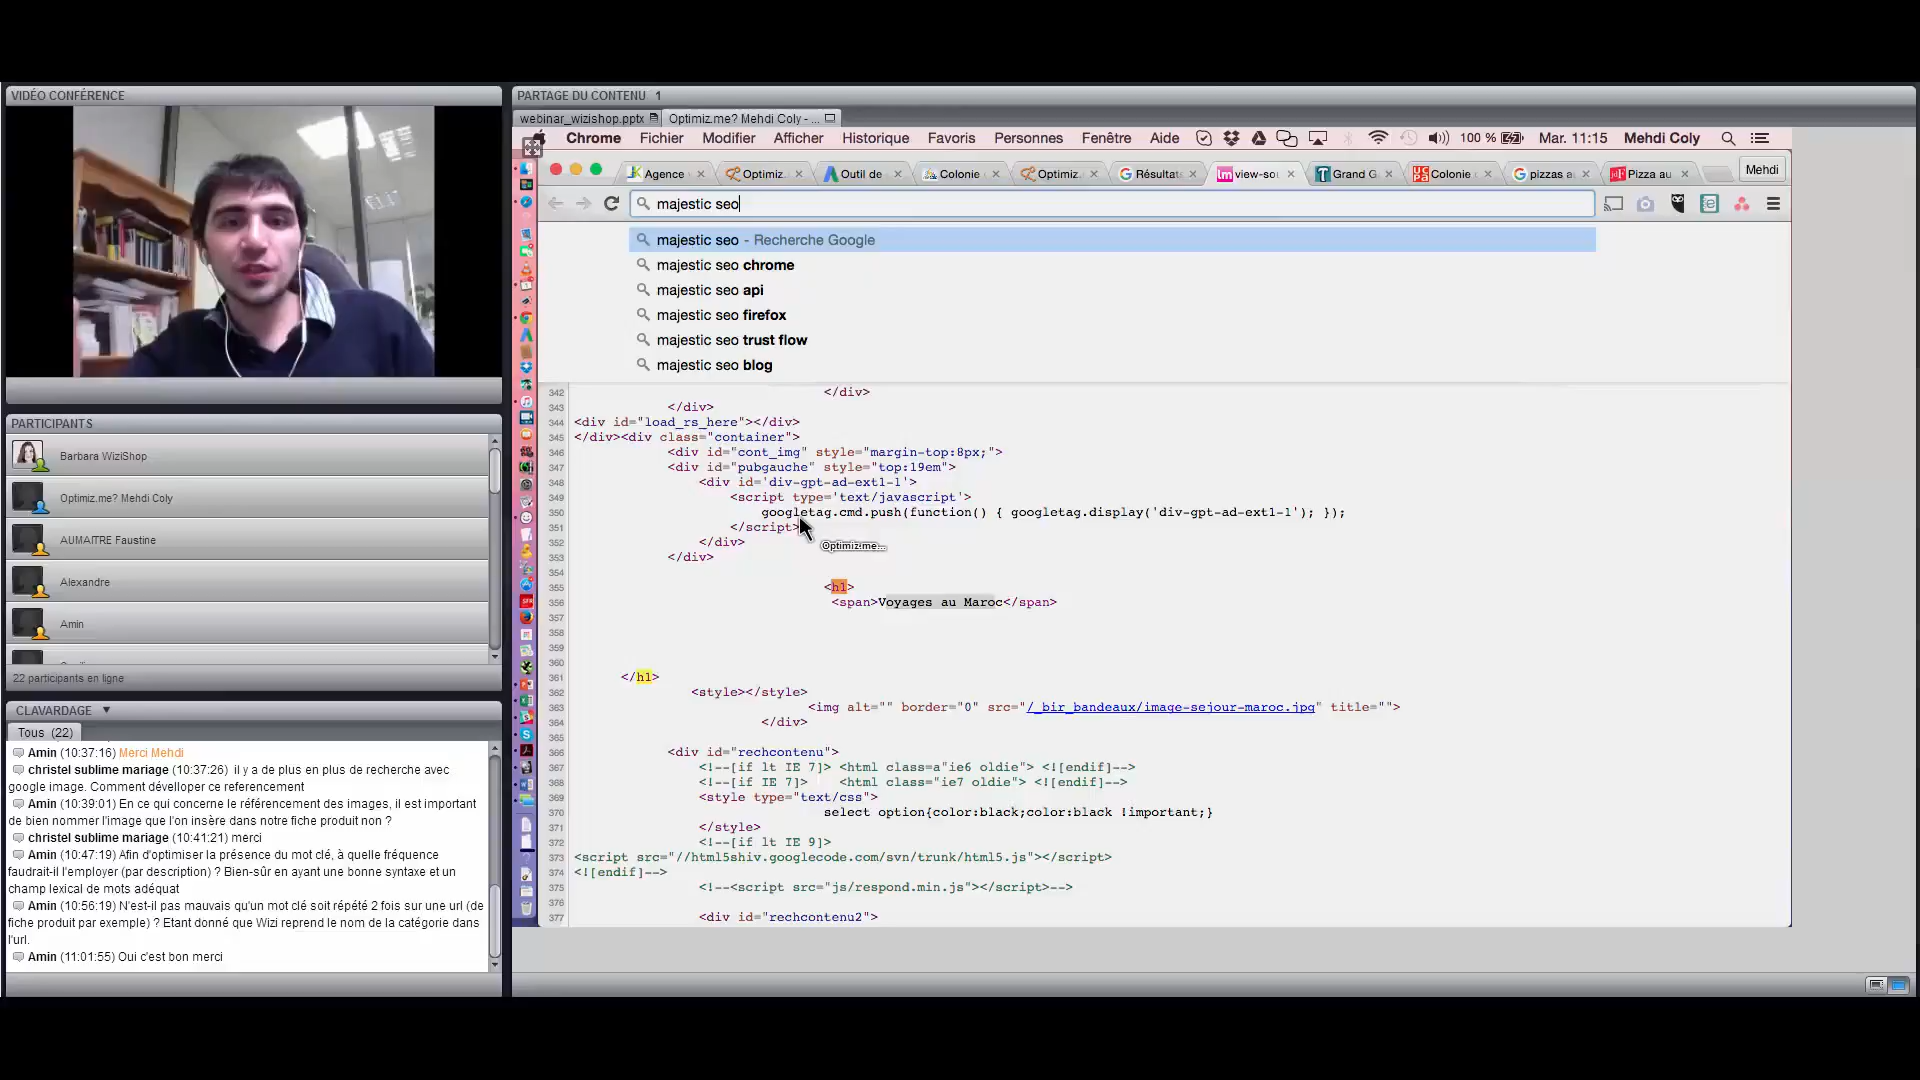 VIDÉO CONFÉRENCE
PARTICIPANTS
Barbara WiziShop
Optimiz.me? Mehdi Coly
AUMAITRE Faustine
Alexandre
Amin
22 participants en ligne
CLAVARDAGE
Tous (22)
Amin (10:37:16) Merci Mehdi
christel sublime mariage (10:37:26) il y a de plus en plus de recherche avec
google image. Comment dévelloper ce referencement
Amin (10:39:01) En ce qui concerne le référencement des images, il est important
de bien nommer l'image que l'on insère dans notre fiche produit non ?
christel sublime mariage (10:41:21) merci
Amin (10:47:19) Afin d'optimiser la présence du mot clé, à quelle fréquence
faudrait-il l'employer (par description) ? Bien-sûr en ayant une bonne syntaxe et un
champ lexical de mots adéquat
Amin (10:56:19) N'est-il pas mauvais qu'un mot clé soit répété 2 fois sur une url (de
fiche produit par exemple) ? Etant donné que Wizi reprend le nom de la catégorie dans
l'url.
Amin (11:01:55) Oui c'est bon merci
PARTAGE DU CONTENU 1
webinar_wizishop.pptx Optimiz.me? Mehdi Coly - ...
Chrome Fichier Modifier Afficher Historique Favoris Personnes Fenêtre Aide 100 % Mar. 11:15 Mehdi Coly
Agence Optimiz. Outil de Colonie Optimiz. Résultat view-so Grand G Colonie pizzas a Pizza au Mehdi
majestic seo
majestic seo - Recherche Google
majestic seo chrome
majestic seo api
majestic seo firefox
majestic seo trust flow
majestic seo blog
342 </div>
343 </div>
344 <div id="load_rs_here"></div>
345 </div><div class="container">
346 <div id="cont_img" style="margin-top:8px;">
347 <div id="pubgauche" style="top:19em">
348 <div id='div-gpt-ad-ext1-1'>
349 <script type='text/javascript'>
350 googletag.cmd.push(function() { googletag.display('div-gpt-ad-ext1-1'); });
351 </script>
352 </div>
Optimiz.me...
353 </div>
354
355 <h1>
356 <span>Voyages au Maroc</span>
357
358
359
360
361 </h1>
362 <style></style>
363 <img alt="" border="0" src="/_bir_bandeaux/image-sejour-maroc.jpg" title="">
364 </div>
365
366 <div id="rechcontenu">
367 <!--[if lt IE 7]> <html class=a"ie6 oldie"> <![endif]-->
368 <!--[if IE 7]> <html class="ie7 oldie"> <![endif]-->
369 <style type="text/css">
370 select option{color:black;color:black !important;}
371 </style>
372 <!--[if lt IE 9]>
373 <script src="//html5shiv.googlecode.com/svn/trunk/html5.js"></script>
374 <![endif]-->
375 <!--<script src="js/respond.min.js"></script>-->
376
377 <div id="rechcontenu2">